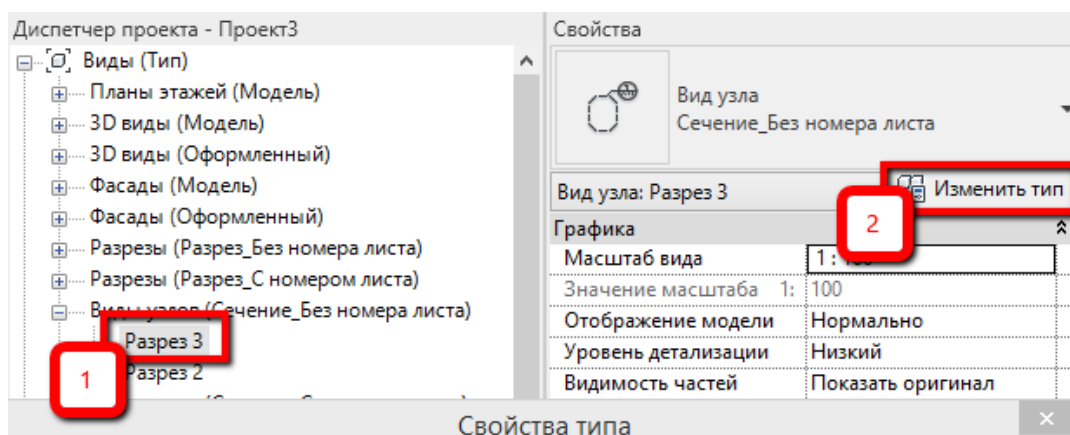 Диспетчер проекта - Проект3
Виды (Тип)
Планы этажей (Модель)
3D виды (Модель)
3D виды (Оформленный)
Фасады (Модель)
Фасады (Оформленный)
Разрезы (Разрез_Без номера листа)
Разрезы (Разрез_С номером листа)
Виды узлов (Сечение_Без номера листа)
Разрез 3
1
Разрез 2
Свойства
Вид узла
Сечение_Без номера листа
Вид узла: Разрез 3
Изменить тип
2
Графика
Масштаб вида 1 : 100
Значение масштаба 1: 100
Отображение модели Нормально
Уровень детализации Низкий
Видимость частей Показать оригинал
Свойства типа